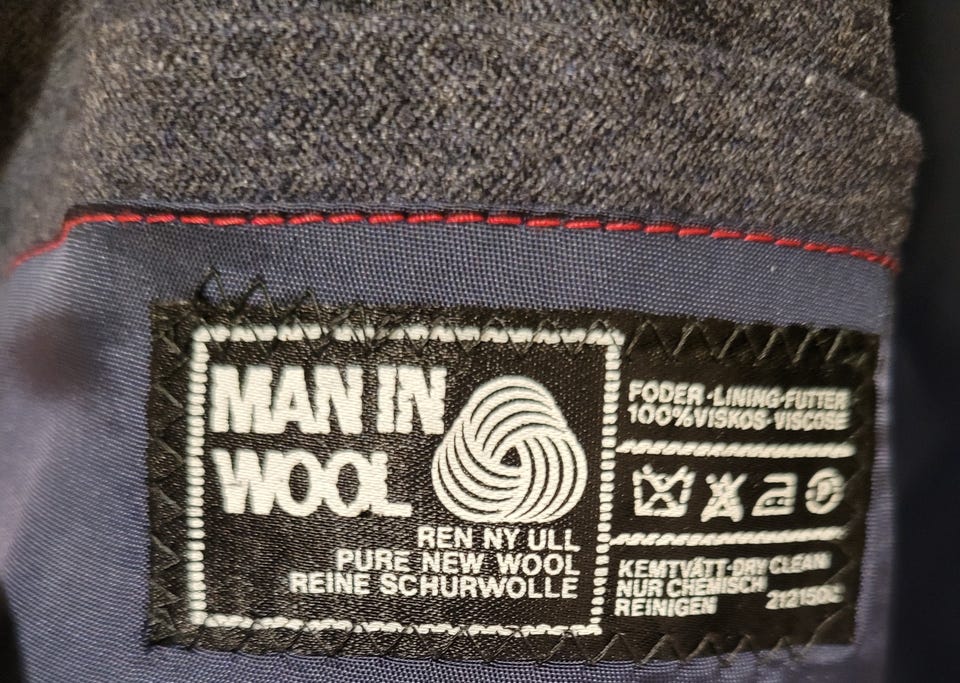 MAN IN
WOOL
REN NY ULL
PURE NEW WOOL
REINE SCHURWOLLE
FODER·LINING·FUTTER
100%VISKOS·VISCOSE
KEMTVÄTT·DRY CLEAN
NUR CHEMISCH
REINIGEN